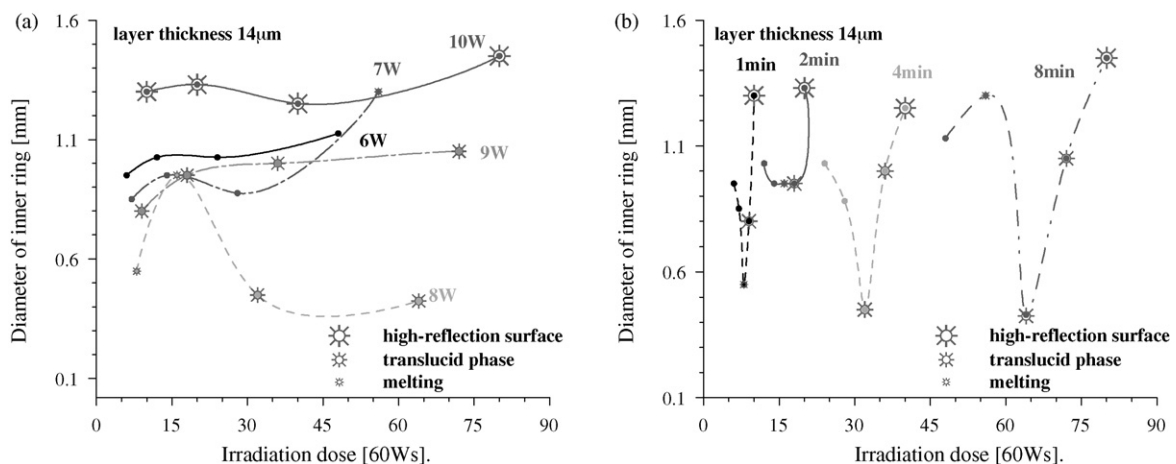 (a)
layer thickness 14μm
10W
7W
6W
9W
8W
high-reflection surface
translucid phase
melting
Diameter of inner ring [mm]
1.6
1.1
0.6
0.1
0
15
30
45
60
75
90
Irradiation dose [60Ws].
(b)
layer thickness 14μm
1min
2min
4min
8min
high-reflection surface
translucid phase
melting
Diameter of inner ring [mm]
1.6
1.1
0.6
0.1
0
15
30
45
60
75
90
Irradiation dose [60Ws].